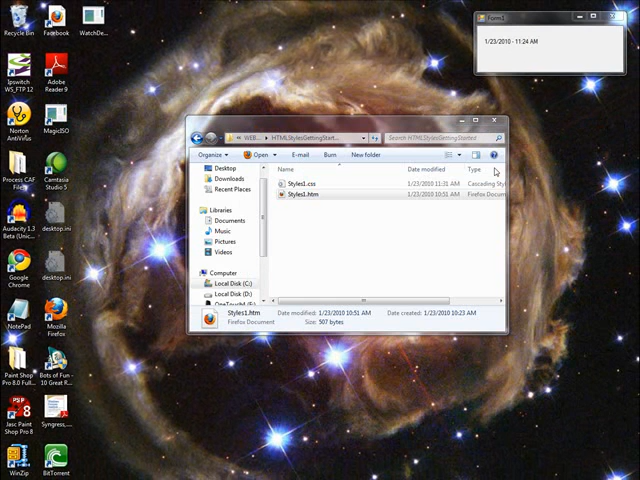 Recycle Bin
Facebook
WatchDe...
Ipswitch
WS_FTP 12
Adobe
Reader 9
Norton
AntiVirus
MagicISO
Process CAF
Files
Camtasia
Studio 5
Audacity 1.3
Beta (Unic...
desktop.ini
Google
Chrome
desktop.ini
NotePad
Mozilla
Firefox
Paint Shop
Pro 8.0 Full...
Bots of Fun -
10 Great R...
PSP
8
Jasc Paint
Shop Pro 8
Syngress,...
WinZip
BitTorrent
Form1
1/23/2010 - 11:24 AM
WEB...
HTMLStylesGettingStart...
Search HTMLStylesGettingStarted
Organize
Open
E-mail
Burn
New folder
Desktop
Downloads
Recent Places
Libraries
Documents
Music
Pictures
Videos
Computer
Local Disk (C:)
Local Disk (D:)
Name
Date modified
Type
Styles1.css
1/23/2010 11:31 AM
Cascading Sty
Styles1.htm
1/23/2010 10:51 AM
Firefox Docum
Styles1.htm
Date modified: 1/23/2010 10:51 AM
Date created: 1/23/2010 10:23 AM
Firefox Document
Size: 507 bytes